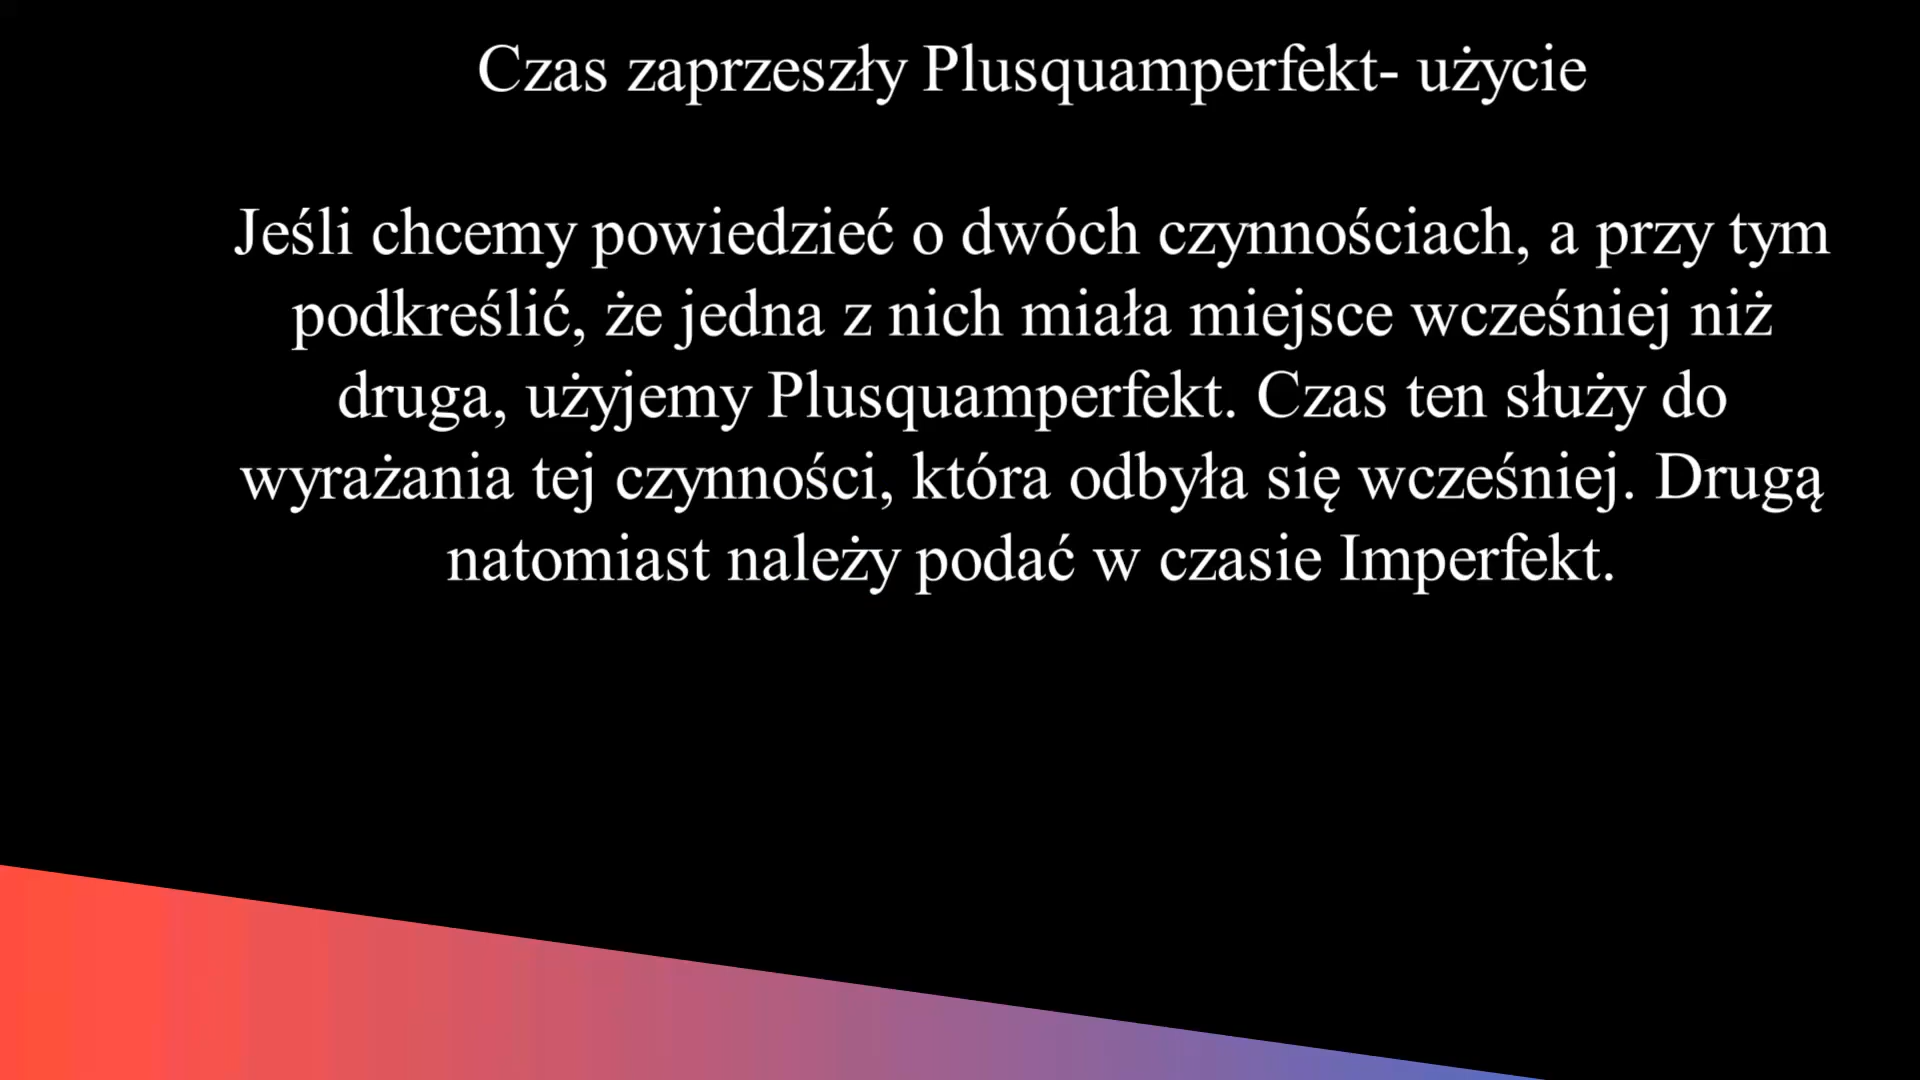 Czas zaprzeszły Plusquamperfekt- użycie
Jeśli chcemy powiedzieć o dwóch czynnościach, a przy tym
podkreślić, że jedna z nich miała miejsce wcześniej niż
druga, użyjemy Plusquamperfekt. Czas ten służy do
wyrażania tej czynności, która odbyła się wcześniej. Drugą
natomiast należy podać w czasie Imperfekt.